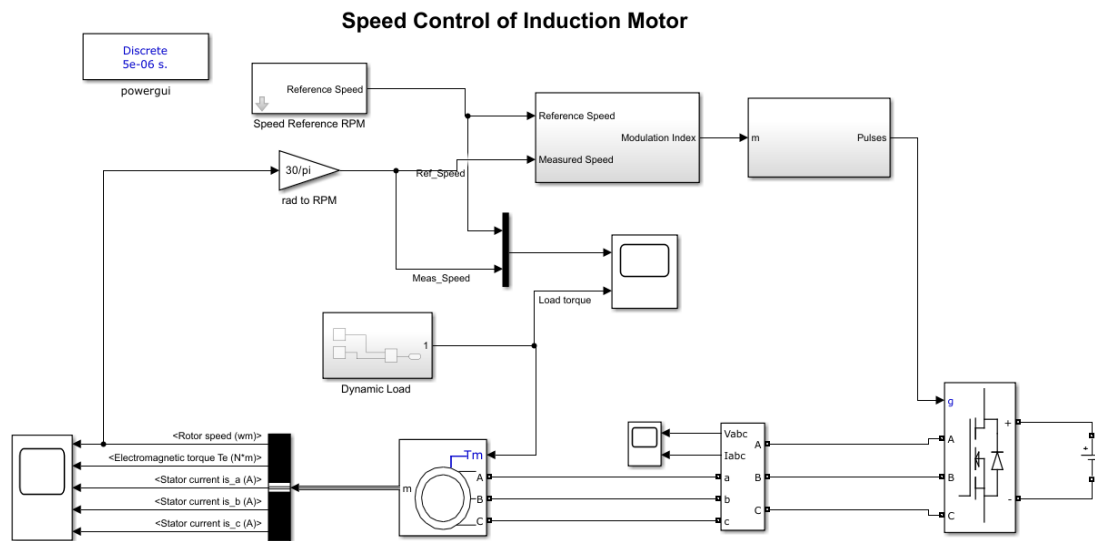 Speed Control of Induction Motor
Discrete
5e-06 s.
powergui
Reference Speed
Speed Reference RPM
Reference Speed
Modulation Index
Measured Speed
m
Pulses
30/pi
rad to RPM
Ref_Speed
Meas_Speed
Load torque
1
Dynamic Load
g
+
A
B
C
-
+
<Rotor speed (wm)>
<Electromagnetic torque Te (N*m)>
<Stator current is_a (A)>
<Stator current is_b (A)>
<Stator current is_c (A)>
m
Tm
A
B
C
Vabc
Iabc
a
b
c
A
B
C